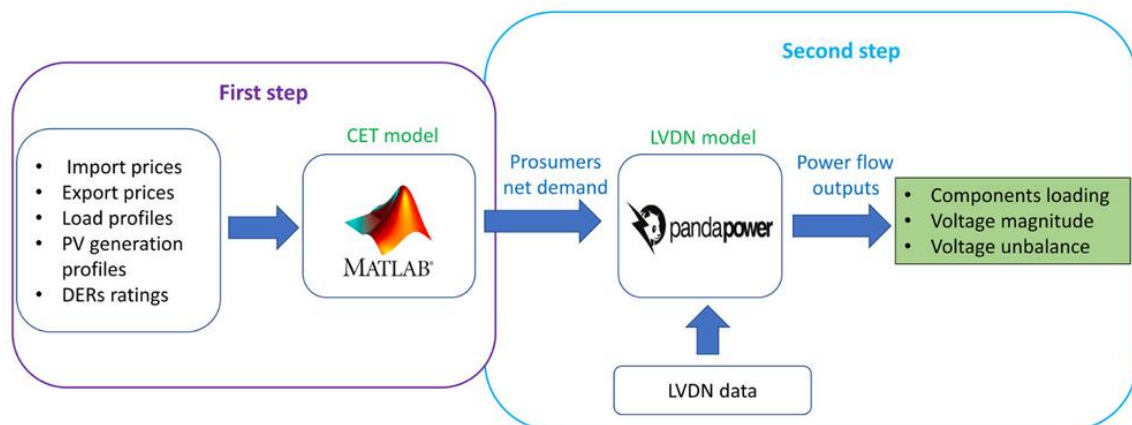 Second step
First step
CET model
LVDN model
• Import prices
• Export prices
• Load profiles
• PV generation
profiles
• DERs ratings
MATLAB®
Prosumers
net demand
pandapower
Power flow
outputs
• Components loading
• Voltage magnitude
• Voltage unbalance
LVDN data